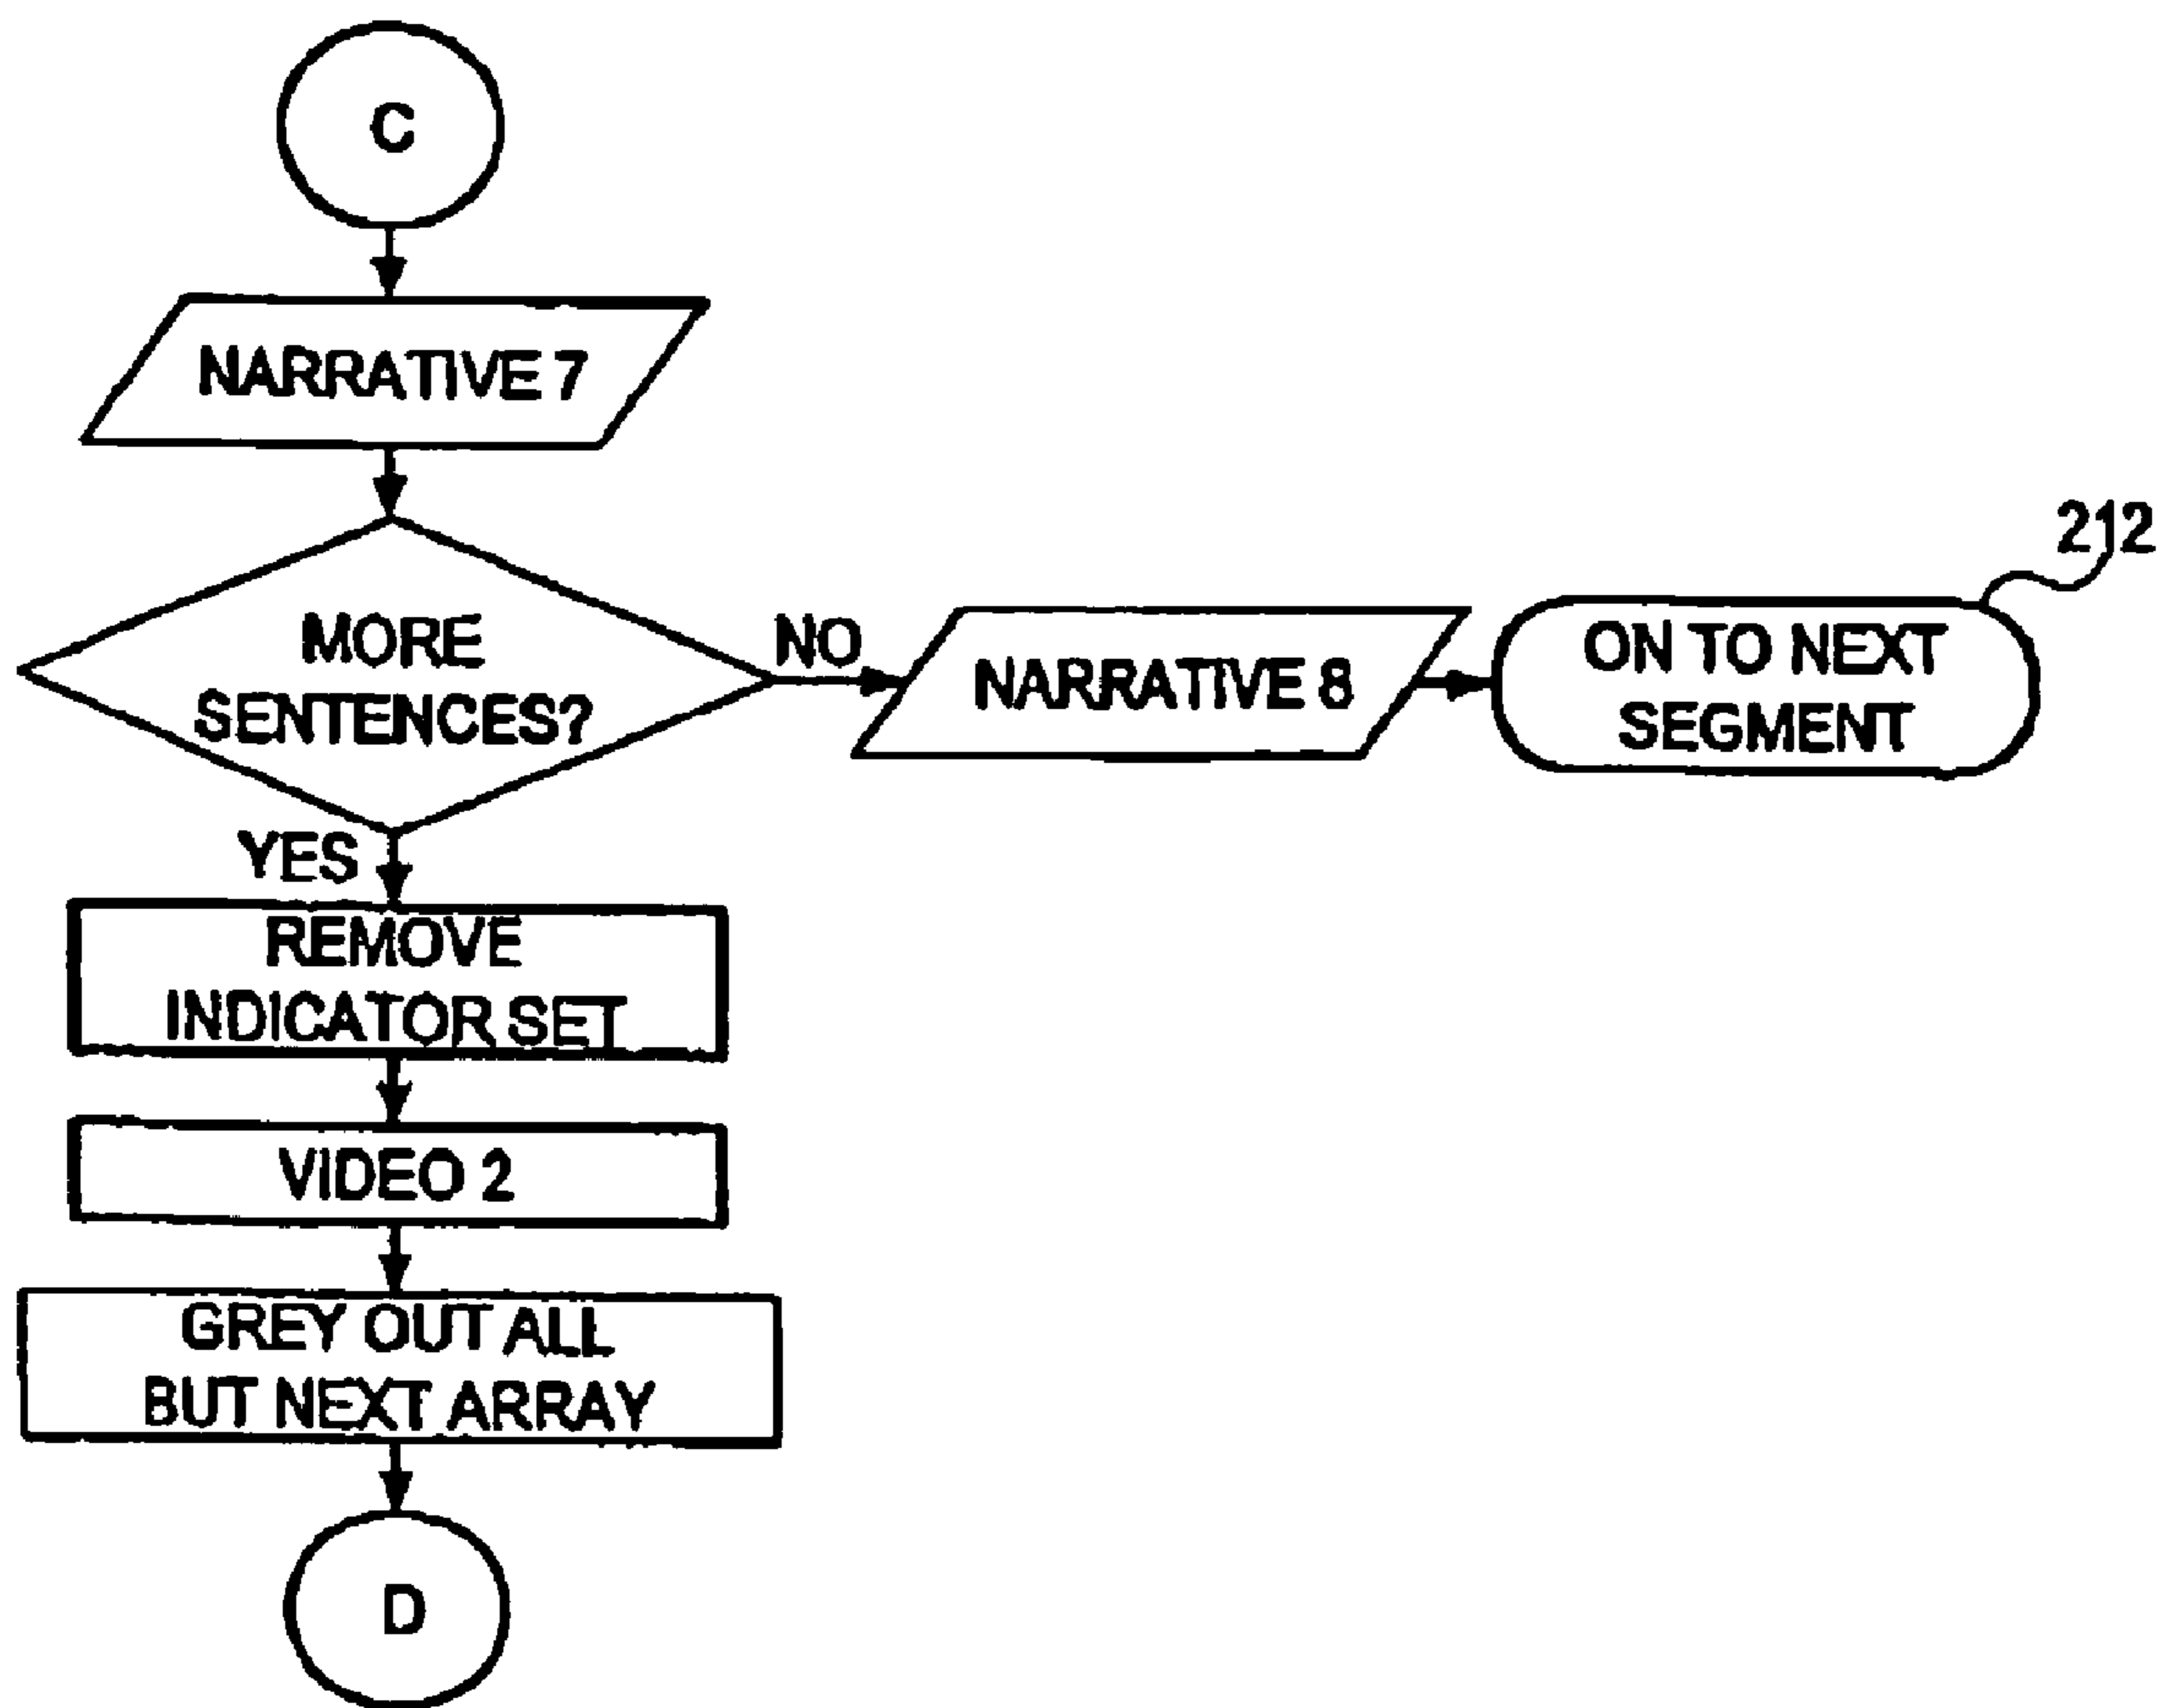 C
NARRATIVE 7
MORE
SENTENCES?
NO
NARRATIVE 8
ON TO NEXT
SEGMENT
212
YES
REMOVE
INDICATOR SET
VIDEO 2
GREY OUT ALL
BUT NEXT ARRAY
D